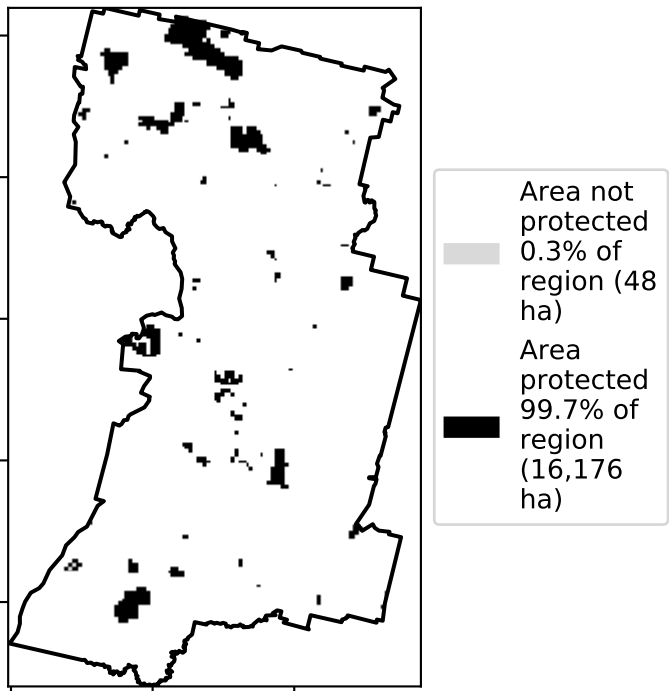 Area not
protected
0.3% of
region (48
ha)
Area
protected
99.7% of
region
(16,176
ha)